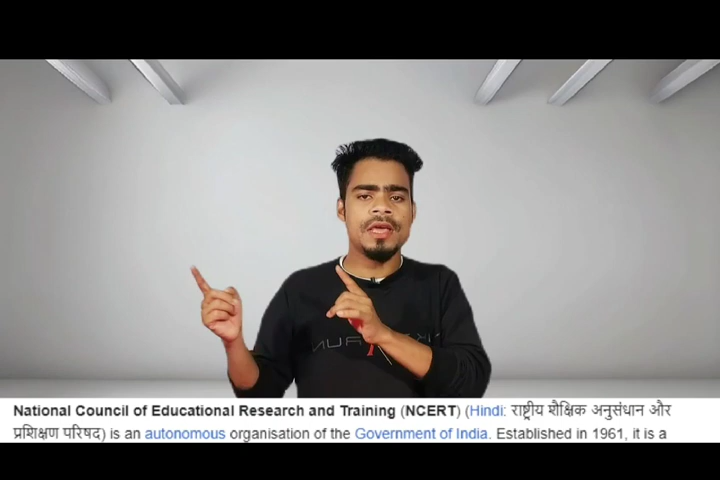 National Council of Educational Research and Training (NCERT) (Hindi: राष्ट्रीय शैक्षिक अनुसंधान और
प्रशिक्षण परिषद) is an autonomous organisation of the Government of India. Established in 1961, it is a